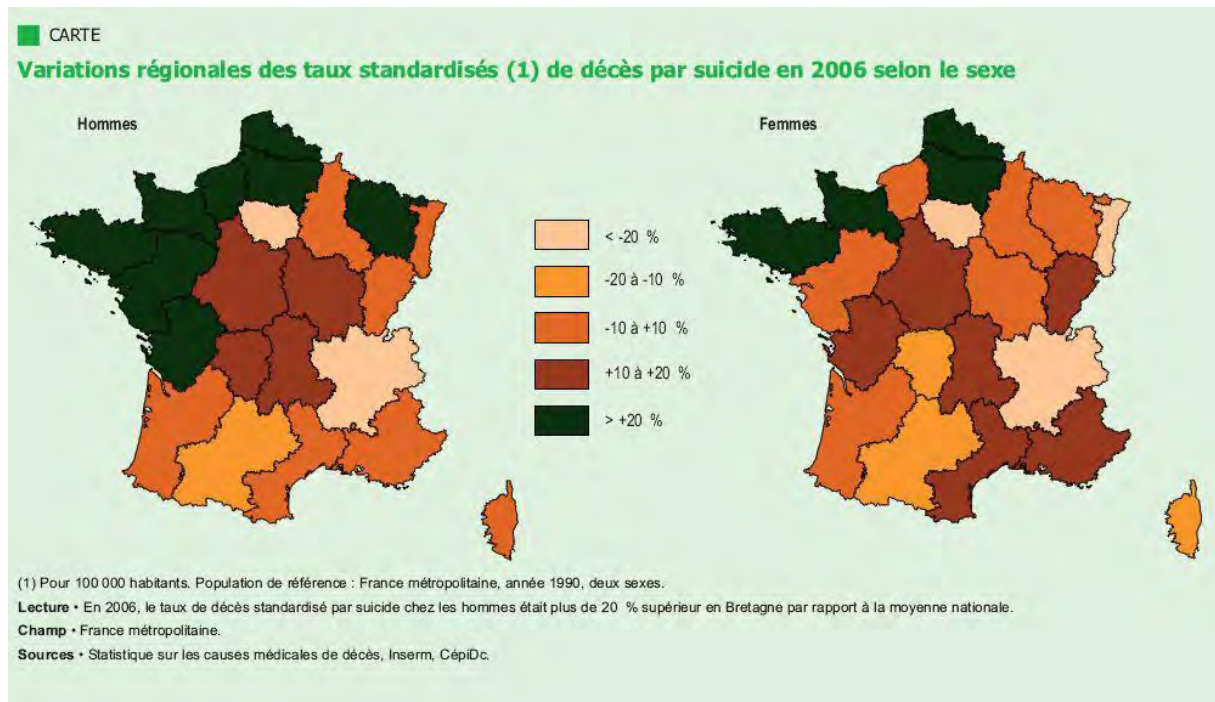 CARTE
Variations régionales des taux standardisés (1) de décès par suicide en 2006 selon le sexe
Hommes
Femmes
< -20 %
-20 à -10 %
-10 à +10 %
+10 à +20 %
> +20 %
(1) Pour 100 000 habitants. Population de référence : France métropolitaine, année 1990, deux sexes.
Lecture • En 2006, le taux de décès standardisé par suicide chez les hommes était plus de 20 % supérieur en Bretagne par rapport à la moyenne nationale.
Champ • France métropolitaine.
Sources • Statistique sur les causes médicales de décès, Inserm, CépiDc.